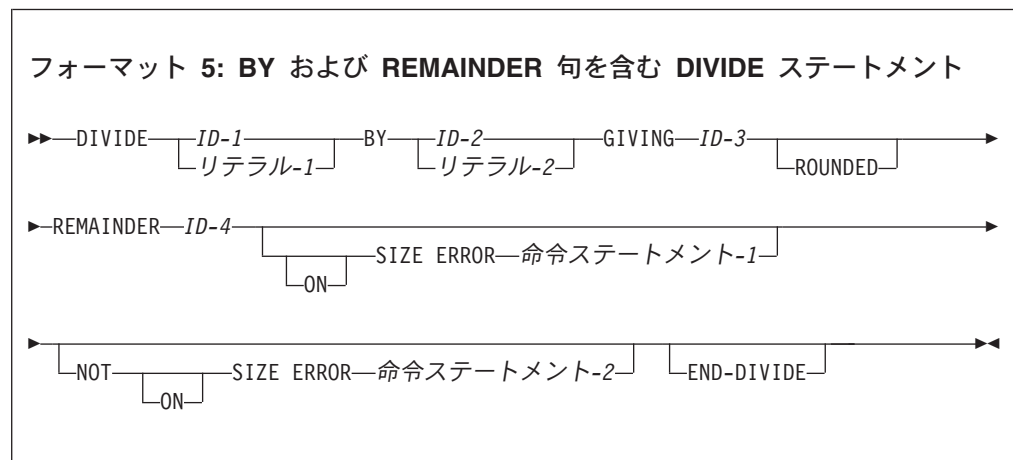 フォーマット 5: BY および REMAINDER 句を含む DIVIDE ステートメント
DIVIDE ID-1 BY ID-2 GIVING ID-3
リテラル-1 リテラル-2 ROUNDED
REMAINDER ID-4
SIZE ERROR 命令ステートメント-1
ON
NOT SIZE ERROR 命令ステートメント-2 END-DIVIDE
ON